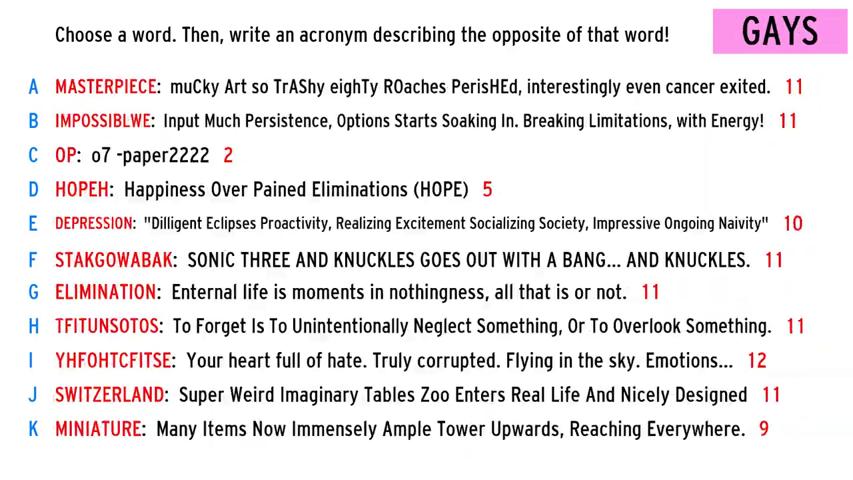 Choose a word. Then, write an acronym describing the opposite of that word! GAYS
A MASTERPIECE: muCky Art so TrAShy eighTy ROaches PerisHEd, interestingly even cancer exited. 11
B IMPOSSIBLWE: Input Much Persistence, Options Starts Soaking In. Breaking Limitations, with Energy! 11
C OP: o7 -paper2222 2
D HOPEH: Happiness Over Pained Eliminations (HOPE) 5
E DEPRESSION: "Dilligent Eclipses Proactivity, Realizing Excitement Socializing Society, Impressive Ongoing Naivity" 10
F STAKGOWABAK: SONIC THREE AND KNUCKLES GOES OUT WITH A BANG... AND KNUCKLES. 11
G ELIMINATION: Enternal life is moments in nothingness, all that is or not. 11
H TFITUNSOTOS: To Forget Is To Unintentionally Neglect Something, Or To Overlook Something. 11
I YHFOHTCFITSE: Your heart full of hate. Truly corrupted. Flying in the sky. Emotions... 12
J SWITZERLAND: Super Weird Imaginary Tables Zoo Enters Real Life And Nicely Designed 11
K MINIATURE: Many Items Now Immensely Ample Tower Upwards, Reaching Everywhere. 9